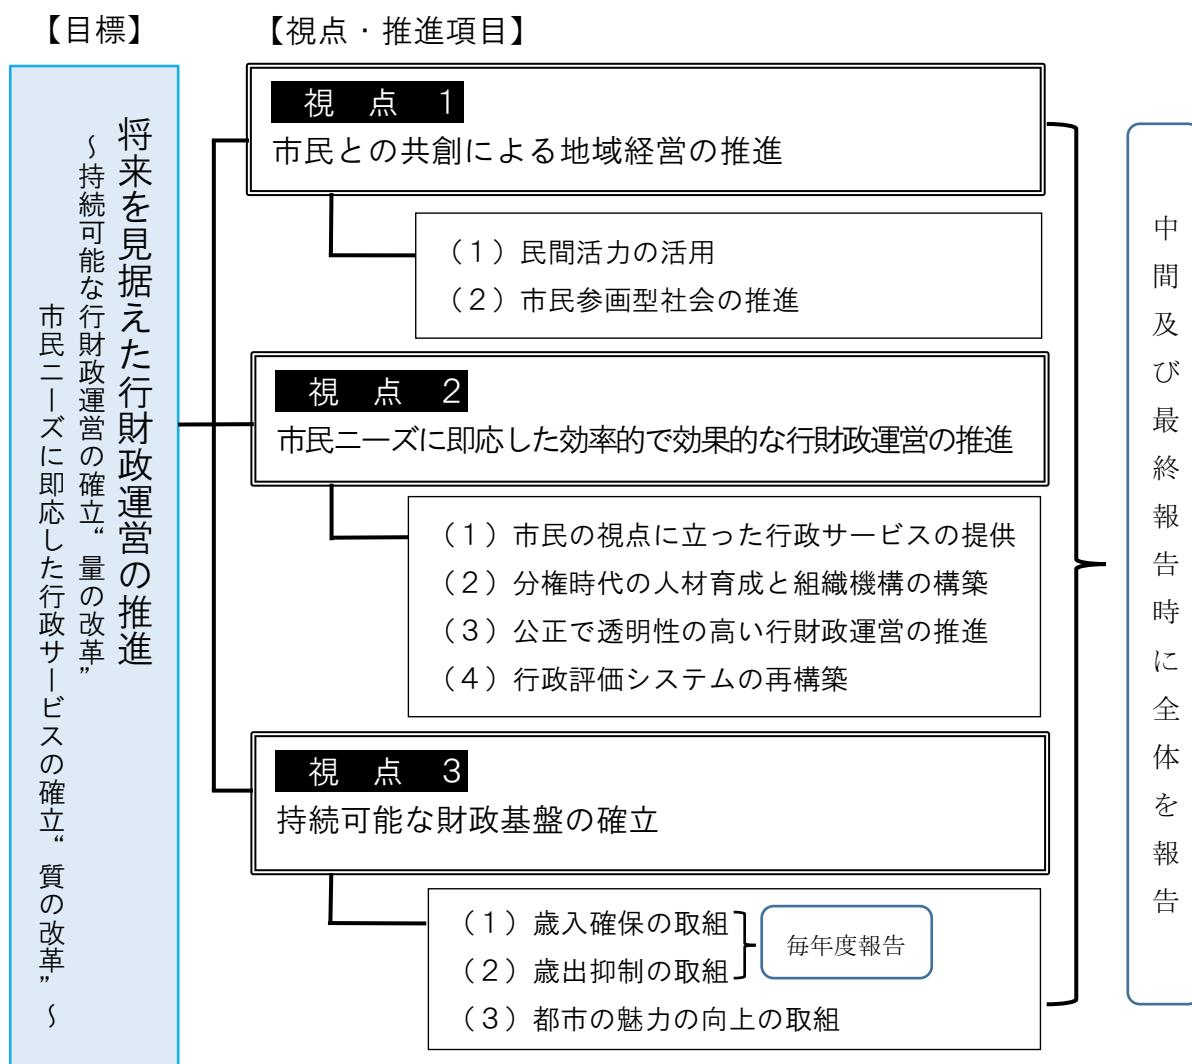 【目標】
【視点・推進項目】
将来を見据えた行財政運営の推進
～持続可能な行財政運営の確立“量の改革”
市民ニーズに即応した行政サービスの確立“質の改革”～
視 点 1
市民との共創による地域経営の推進
（１）民間活力の活用
（２）市民参画型社会の推進
視 点 2
市民ニーズに即応した効率的で効果的な行財政運営の推進
（１）市民の視点に立った行政サービスの提供
（２）分権時代の人材育成と組織機構の構築
（３）公正で透明性の高い行財政運営の推進
（４）行政評価システムの再構築
視 点 3
持続可能な財政基盤の確立
（１）歳入確保の取組
（２）歳出抑制の取組
毎年度報告
（３）都市の魅力の向上の取組
中間及び最終報告時に全体を報告